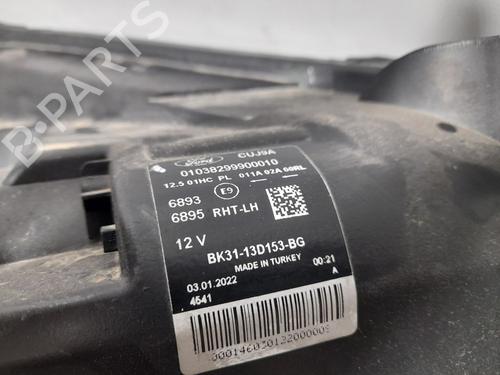 B-PARTS
Ford
CUJ9A
01038299900010
12.5 01HC PL 011A 02A 00RL
6893 E9
6895 RHT-LH
12 V
BK31-13D153-BG
MADE IN TURKEY
03.01.2022 00:21
4541 A